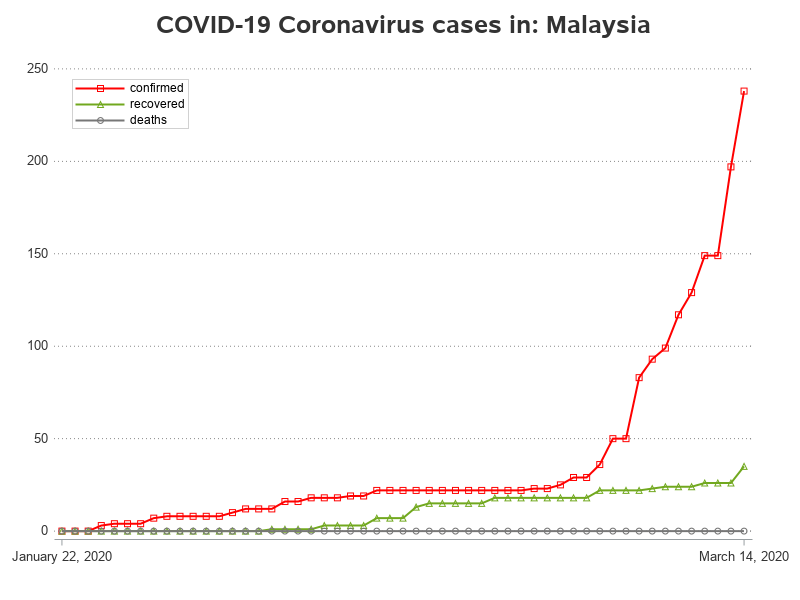 COVID-19 Coronavirus cases in: Malaysia
250
confirmed
recovered
deaths
200
150
100
50
0
January 22, 2020
March 14, 2020